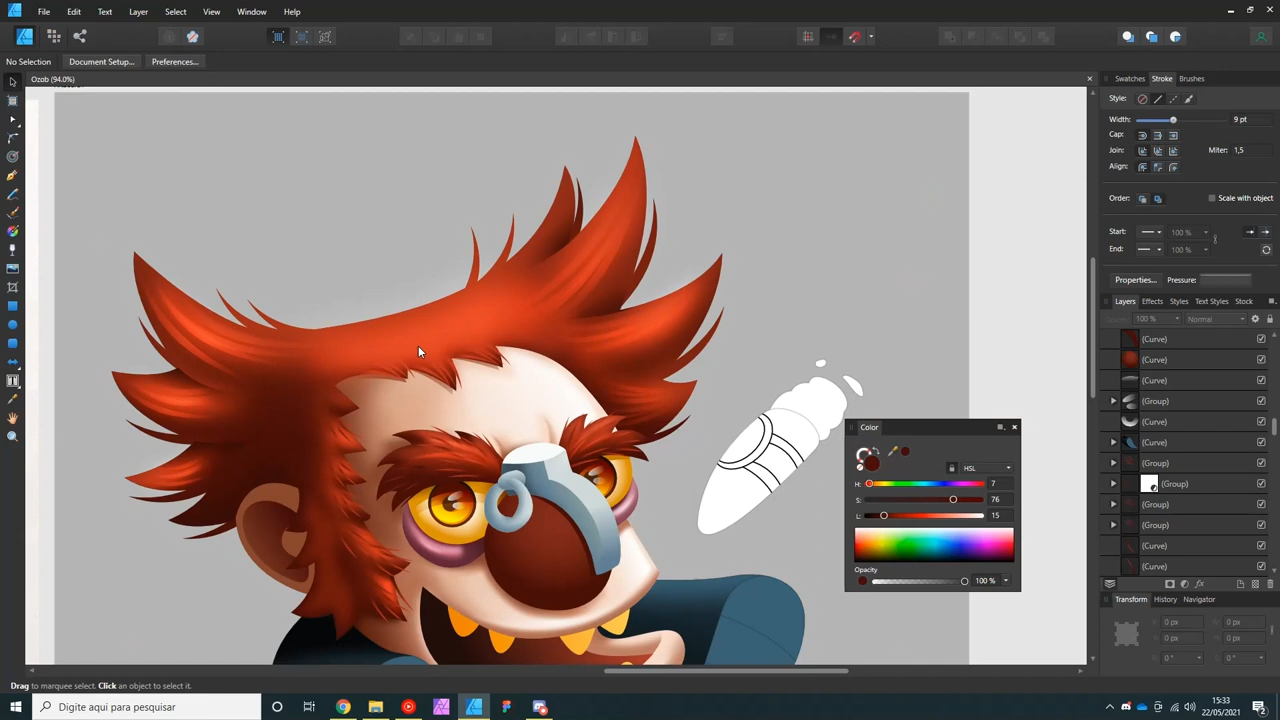 File Edit Text Layer Select View Window Help
No Selection Document Setup... Preferences...
Ozob (94.0%)
Swatches Stroke Brushes
Style:
Width: 9 pt
Cap:
Join: Miter: 1,5
Align:
Order: Scale with object
Start: 100 %
End: 100 %
Properties... Pressure:
Layers Effects Styles Text Styles Stock
100 % Normal
(Curve)
(Curve)
(Curve)
(Group)
(Curve)
(Curve)
(Group)
(Group)
(Group)
(Group)
(Curve)
(Curve)
Color
HSL
H: 7
S: 76
L: 15
Opacity
100 %
Transform History Navigator
X: 0 px W: 0 px
Y: 0 px H: 0 px
R: 0 ° S: 0 °
Drag to marquee select. Click an object to select it.
Digite aqui para pesquisar
15:33
22/05/2021
2